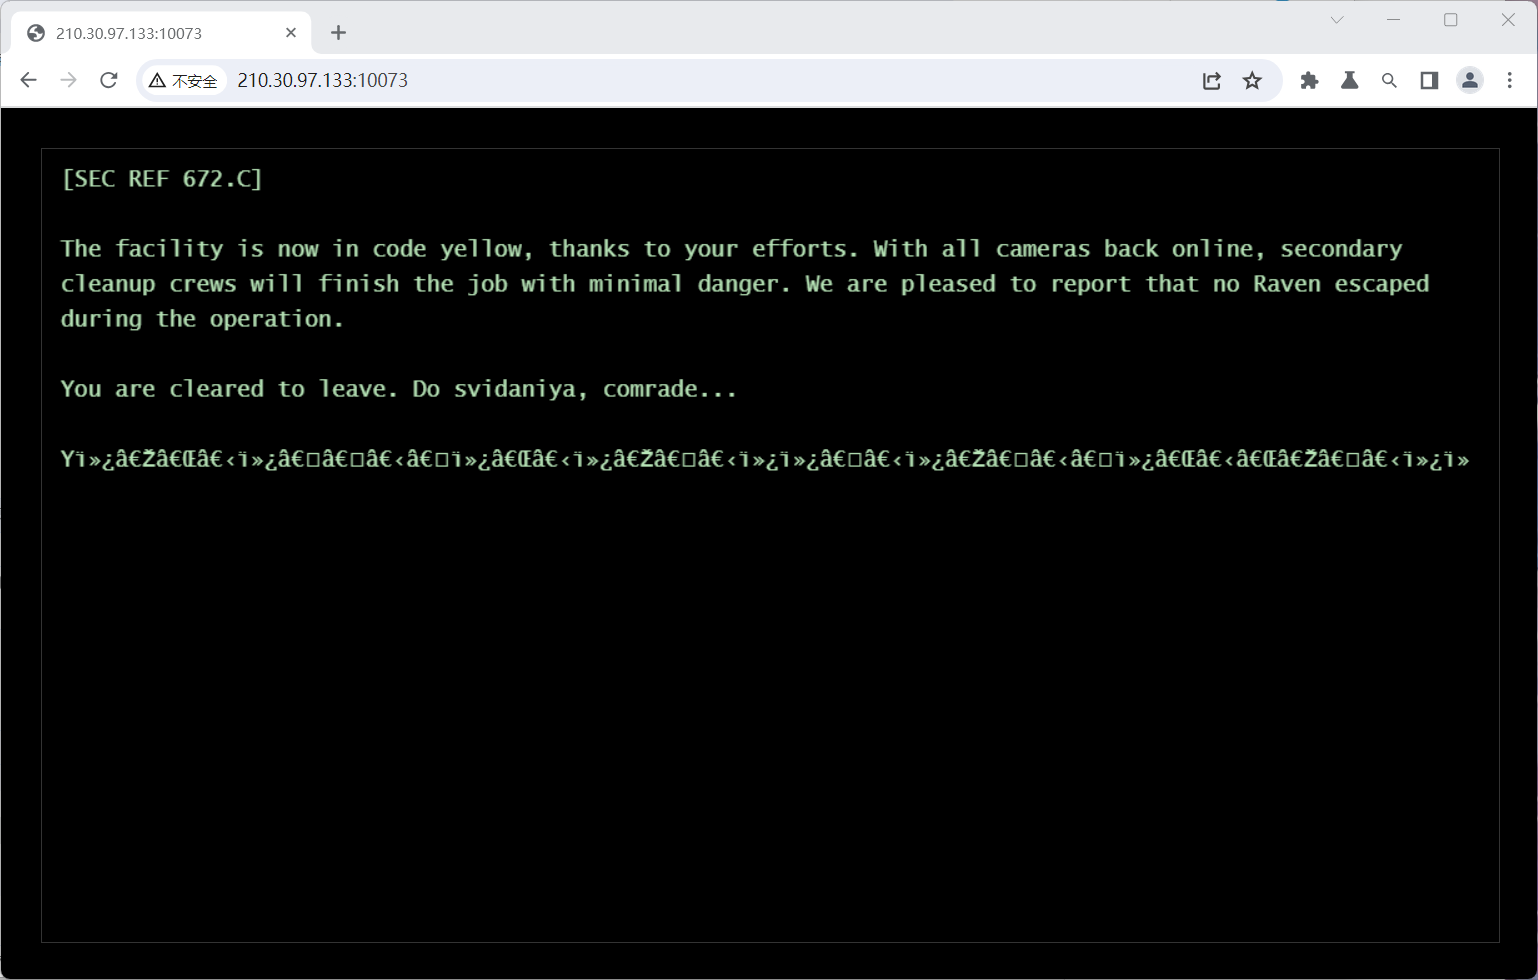 210.30.97.133:10073
不安全 210.30.97.133:10073
[SEC REF 672.C]
The facility is now in code yellow, thanks to your efforts. With all cameras back online, secondary
cleanup crews will finish the job with minimal danger. We are pleased to report that no Raven escaped
during the operation.
You are cleared to leave. Do svidaniya, comrade...
Yï»¿â€Žâ€Œâ€‹ï»¿â€□â€□â€‹â€□ï»¿â€Œâ€‹ï»¿â€Žâ€□â€‹ï»¿ï»¿â€□â€‹ï»¿â€Žâ€□â€‹â€□ï»¿â€Œâ€‹â€Œâ€Žâ€□â€‹ï»¿ï»